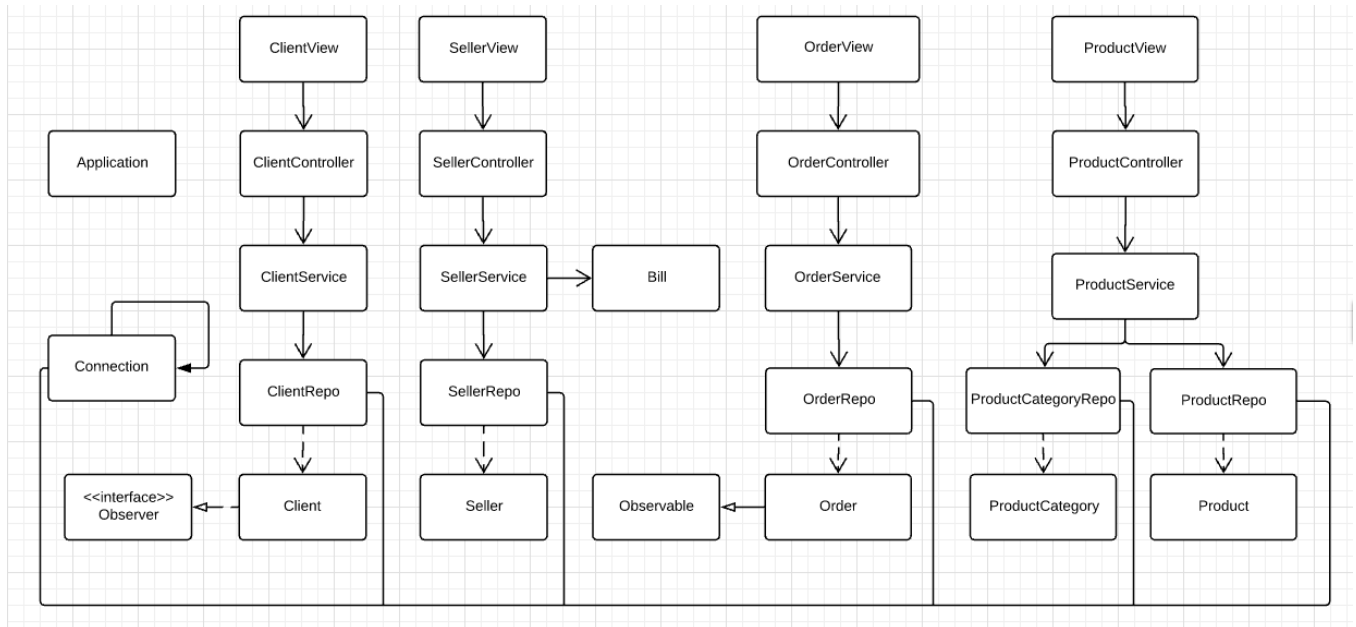 ClientView
SellerView
OrderView
ProductView
Application
ClientController
SellerController
OrderController
ProductController
ClientService
SellerService
Bill
OrderService
ProductService
Connection
ClientRepo
SellerRepo
OrderRepo
ProductCategoryRepo
ProductRepo
<<interface>>
Observer
Client
Seller
Observable
Order
ProductCategory
Product